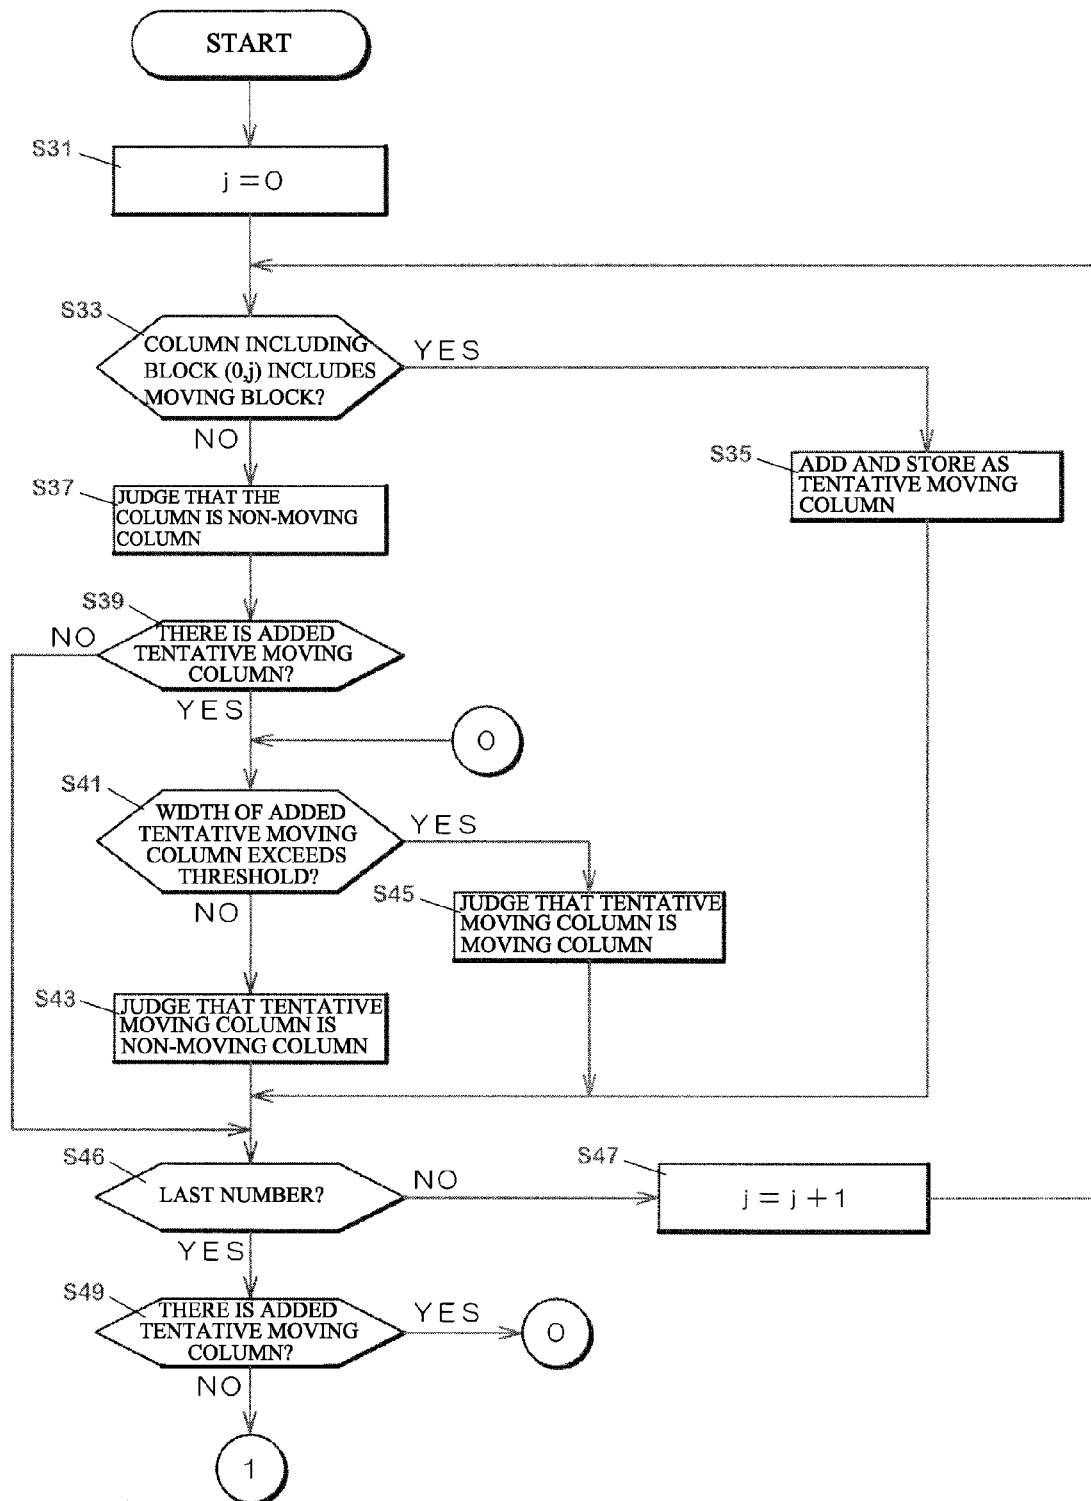 START
S31
j=0
S33
COLUMN INCLUDING
BLOCK (0,j) INCLUDES
MOVING BLOCK?
YES
NO
S35
ADD AND STORE AS
TENTATIVE MOVING
COLUMN
S37
JUDGE THAT THE
COLUMN IS NON-MOVING
COLUMN
S39
NO
THERE IS ADDED
TENTATIVE MOVING
COLUMN?
YES
0
S41
WIDTH OF ADDED
TENTATIVE MOVING
COLUMN EXCEEDS
THRESHOLD?
YES
NO
S45
JUDGE THAT TENTATIVE
MOVING COLUMN IS
MOVING COLUMN
S43
JUDGE THAT TENTATIVE
MOVING COLUMN IS
NON-MOVING COLUMN
S46
LAST NUMBER?
NO
S47
j = j + 1
YES
S49
THERE IS ADDED
TENTATIVE MOVING
COLUMN?
YES
0
NO
1